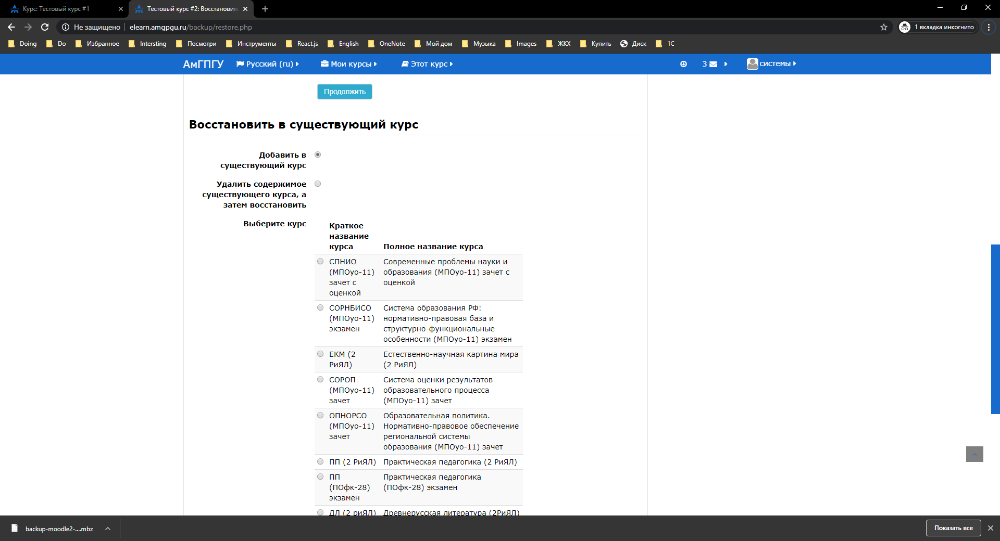 Курс: Тестовый курс #1
Тестовый курс #2: Восстановить
Не защищено
elearn.amgpgu.ru/backup/restore.php
1 вкладка инкогнито
Doing
Do
Избранное
Intersting
Посмотри
Инструменты
React.js
English
OneNote
Мой дом
Музыка
Images
ЖКХ
Купить
Диск
1С
АмГПГУ
Русский (ru)
Мои курсы
Этот курс
3
системы
Продолжить
Восстановить в существующий курс
Добавить в
существующий курс
Удалить содержимое
существующего курса, а
затем восстановить
Выберите курс
Краткое
название
курса
Полное название курса
СПНИО
(МПОуо-11)
зачет с
оценкой
Современные проблемы науки и
образования (МПОуо-11) зачет с
оценкой
СОРНБИСО
(МПОуо-11)
экзамен
Система образования РФ:
нормативно-правовая база и
структурно-функциональные
особенности (МПОуо-11) экзамен
ЕКМ (2
РиЯЛ)
Естественно-научная картина мира
(2 РиЯЛ)
СОРОП
(МПОуо-11)
зачет
Система оценки результатов
образовательного процесса
(МПОуо-11) зачет
ОПНОРСО
(МПОуо-11)
зачет
Образовательная политика.
Нормативно-правовое обеспечение
региональной системы
образования (МПОуо-11) зачет
ПП (2 РиЯЛ)
Практическая педагогика (2 РиЯЛ)
ПП
(ПОфк-28)
экзамен
Практическая педагогика
(ПОфк-28) экзамен
ДЛ (2 риЯЛ)
Древнерусская литература (2РиЯЛ)
backup-moodle2-....mbz
Показать все